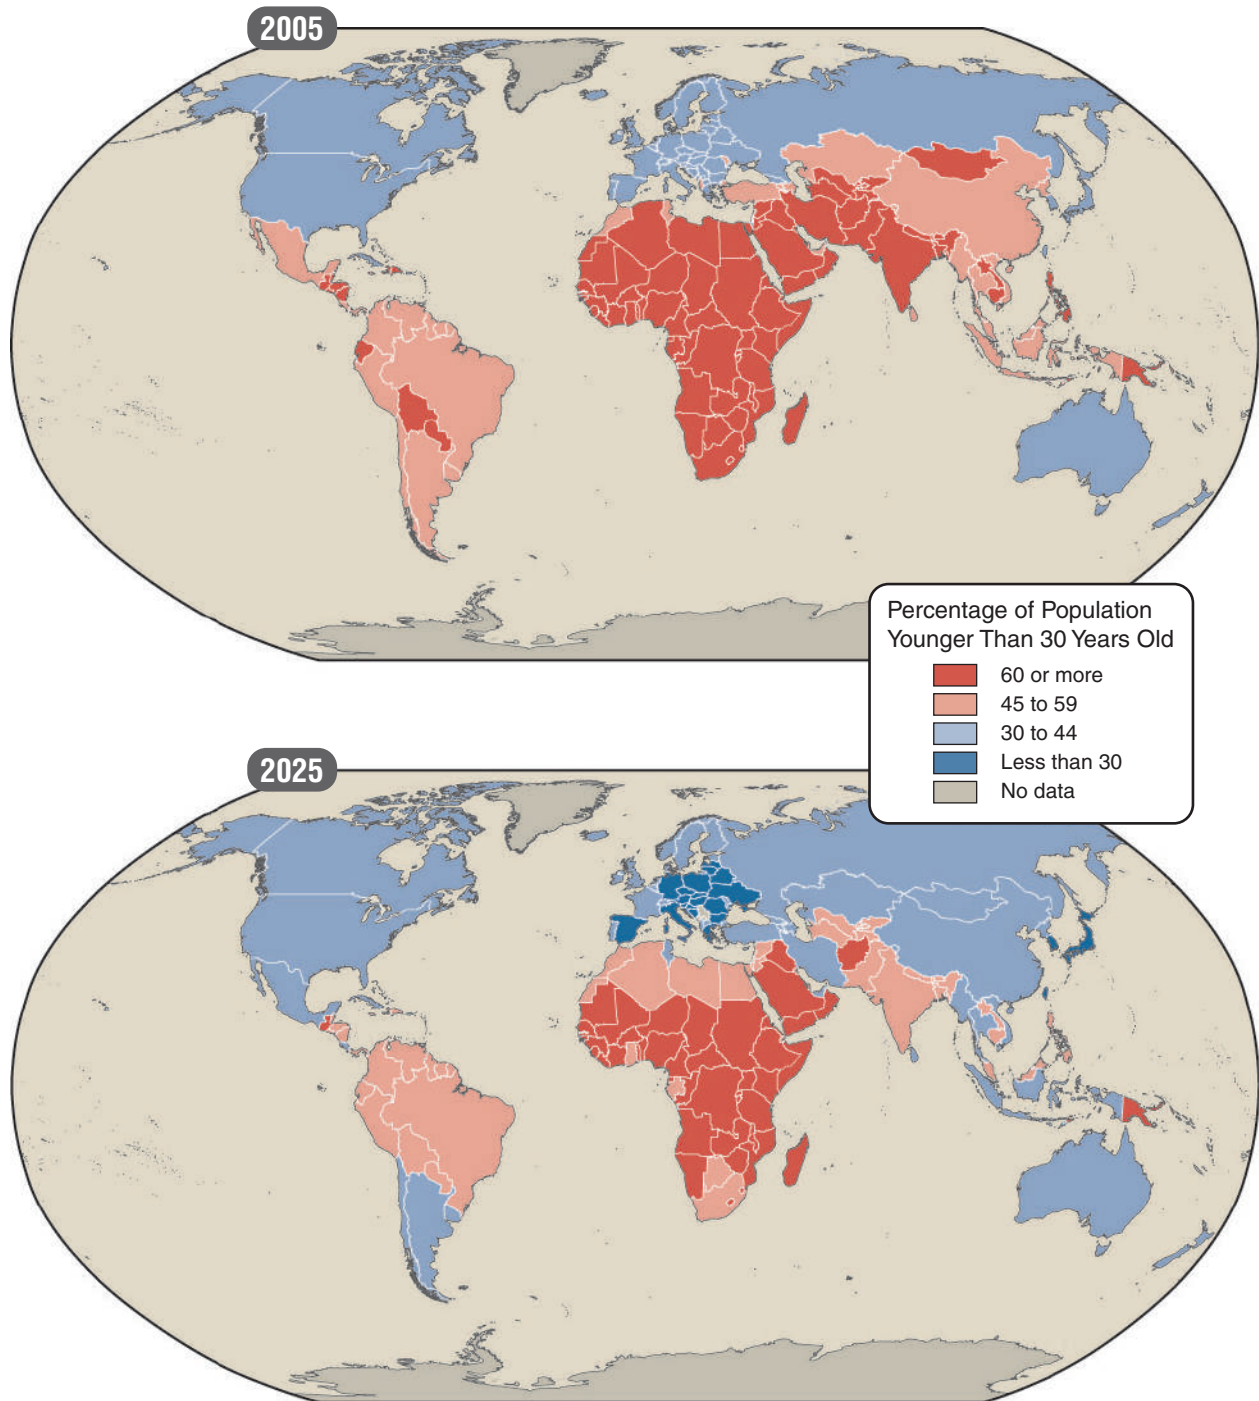 2005
Percentage of Population
Younger Than 30 Years Old
60 or more
45 to 59
30 to 44
Less than 30
No data
2025